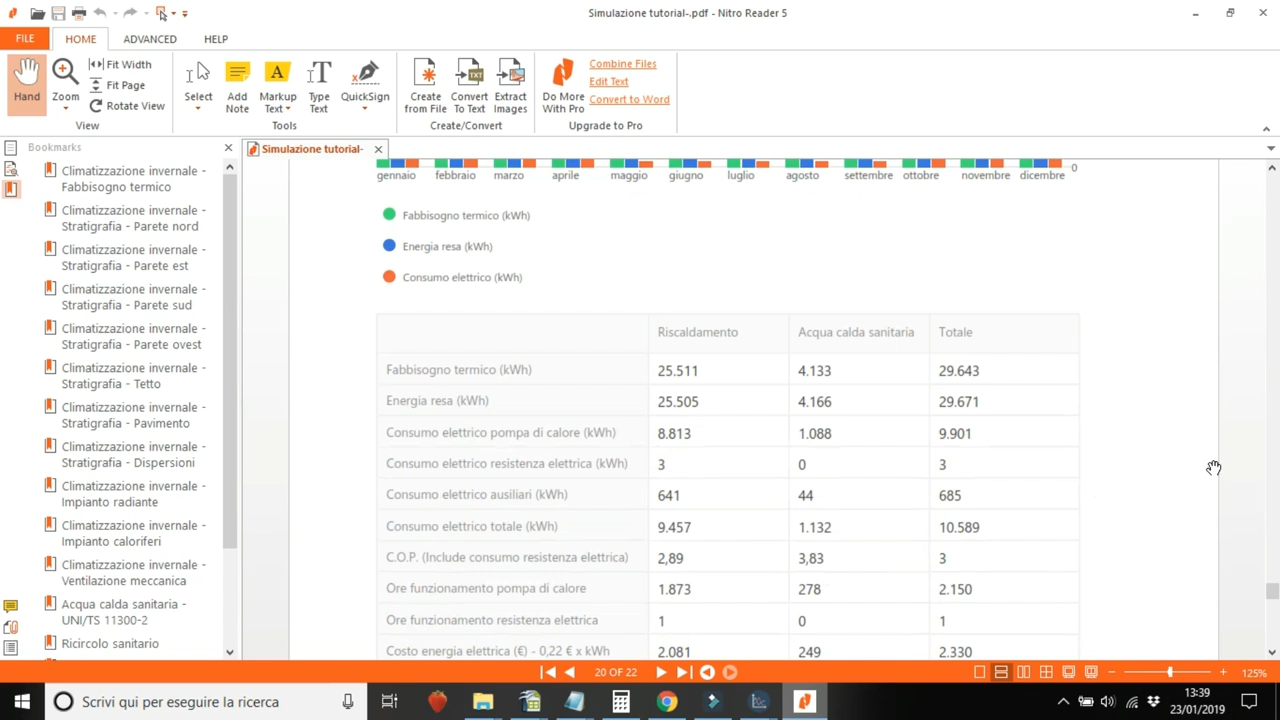 Simulazione tutorial-.pdf - Nitro Reader 5
FILE HOME ADVANCED HELP
Hand
Zoom
Fit Width
Fit Page
Rotate View
View
Select
Add Note
Markup Text
Type Text
QuickSign
Tools
Create from File
Convert To Text
Extract Images
Create/Convert
Do More With Pro
Combine Files
Edit Text
Convert to Word
Upgrade to Pro
Bookmarks
Simulazione tutorial-
Climatizzazione invernale -
Fabbisogno termico
Climatizzazione invernale -
Stratigrafia - Parete nord
Climatizzazione invernale -
Stratigrafia - Parete est
Climatizzazione invernale -
Stratigrafia - Parete sud
Climatizzazione invernale -
Stratigrafia - Parete ovest
Climatizzazione invernale -
Stratigrafia - Tetto
Climatizzazione invernale -
Stratigrafia - Pavimento
Climatizzazione invernale -
Stratigrafia - Dispersioni
Climatizzazione invernale -
Impianto radiante
Climatizzazione invernale -
Impianto caloriferi
Climatizzazione invernale -
Ventilazione meccanica
Acqua calda sanitaria -
UNI/TS 11300-2
Ricircolo sanitario
gennaio febbraio marzo aprile maggio giugno luglio agosto settembre ottobre novembre dicembre 0
Fabbisogno termico (kWh)
Energia resa (kWh)
Consumo elettrico (kWh)
Riscaldamento Acqua calda sanitaria Totale
Fabbisogno termico (kWh) 25.511 4.133 29.643
Energia resa (kWh) 25.505 4.166 29.671
Consumo elettrico pompa di calore (kWh) 8.813 1.088 9.901
Consumo elettrico resistenza elettrica (kWh) 3 0 3
Consumo elettrico ausiliari (kWh) 641 44 685
Consumo elettrico totale (kWh) 9.457 1.132 10.589
C.O.P. (Include consumo resistenza elettrica) 2,89 3,83 3
Ore funzionamento pompa di calore 1.873 278 2.150
Ore funzionamento resistenza elettrica 1 0 1
Costo energia elettrica (€) - 0,22 € x kWh 2.081 249 2.330
20 OF 22
125%
Scrivi qui per eseguire la ricerca
13:39
23/01/2019